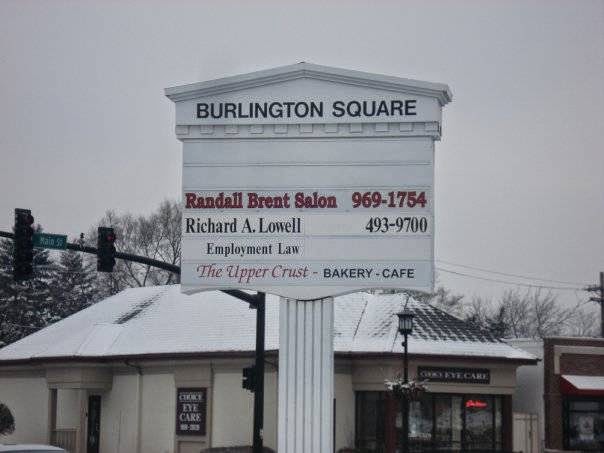 BURLINGTON SQUARE
Randall Brent Salon 969-1754
Richard A. Lowell 493-9700
Employment Law
The Upper Crust - BAKERY - CAFE
Main St
CHOICE EYE CARE
CHOICE
EYE
CARE